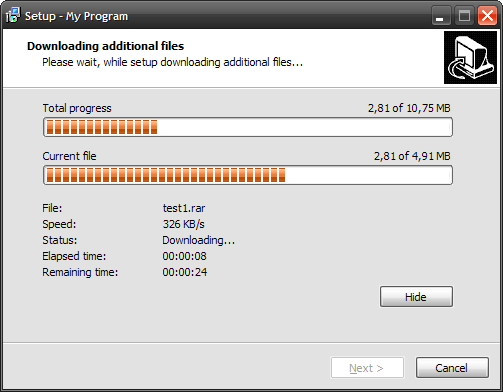 Setup - My Program
Downloading additional files
Please wait, while setup downloading additional files...
Total progress 2,81 of 10,75 MB
Current file 2,81 of 4,91 MB
File: test1.rar
Speed: 326 KB/s
Status: Downloading...
Elapsed time: 00:00:08
Remaining time: 00:00:24
Hide
Next >
Cancel